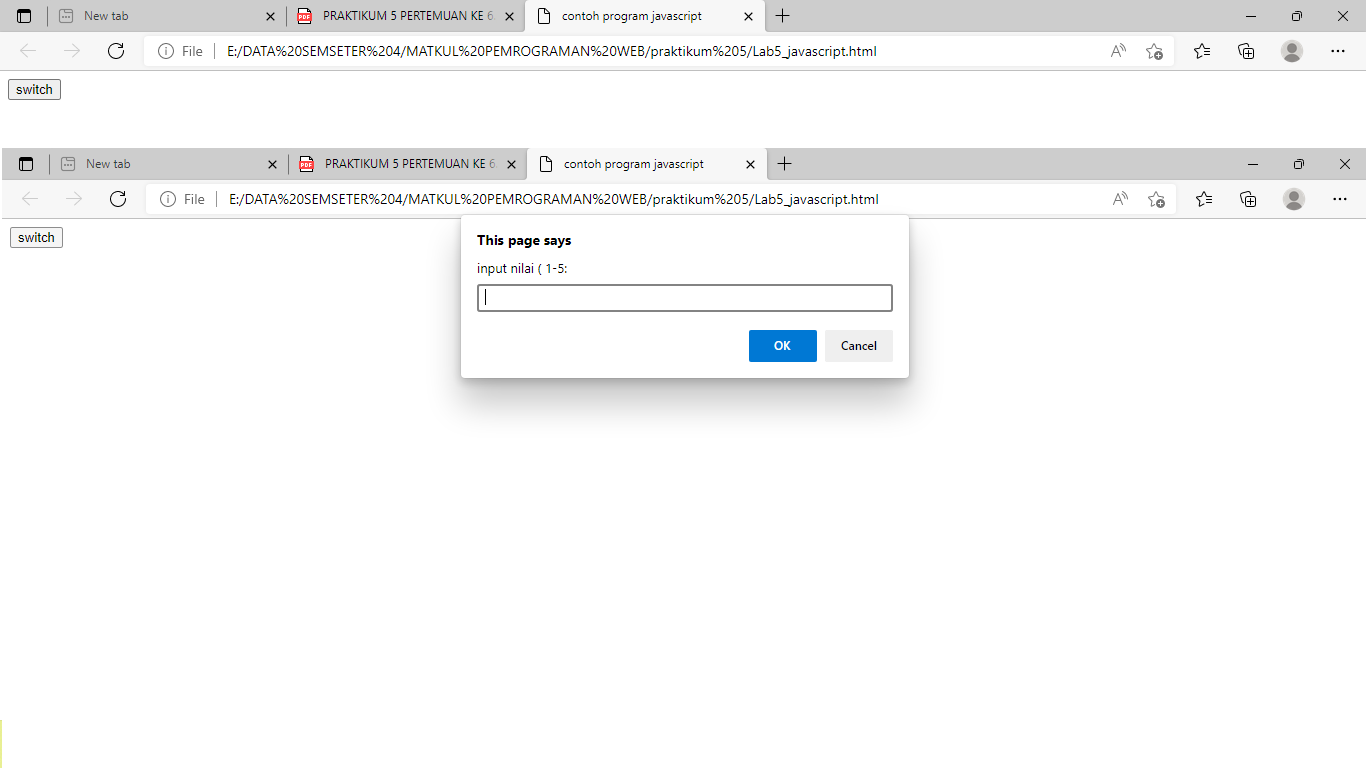 New tab
PRAKTIKUM 5 PERTEMUAN KE 6.
contoh program javascript
File
E:/DATA%20SEMSETER%204/MATKUL%20PEMROGRAMAN%20WEB/praktikum%205/Lab5_javascript.html
switch
New tab
PRAKTIKUM 5 PERTEMUAN KE 6.
contoh program javascript
File
E:/DATA%20SEMSETER%204/MATKUL%20PEMROGRAMAN%20WEB/praktikum%205/Lab5_javascript.html
switch
This page says
input nilai ( 1-5:
OK
Cancel